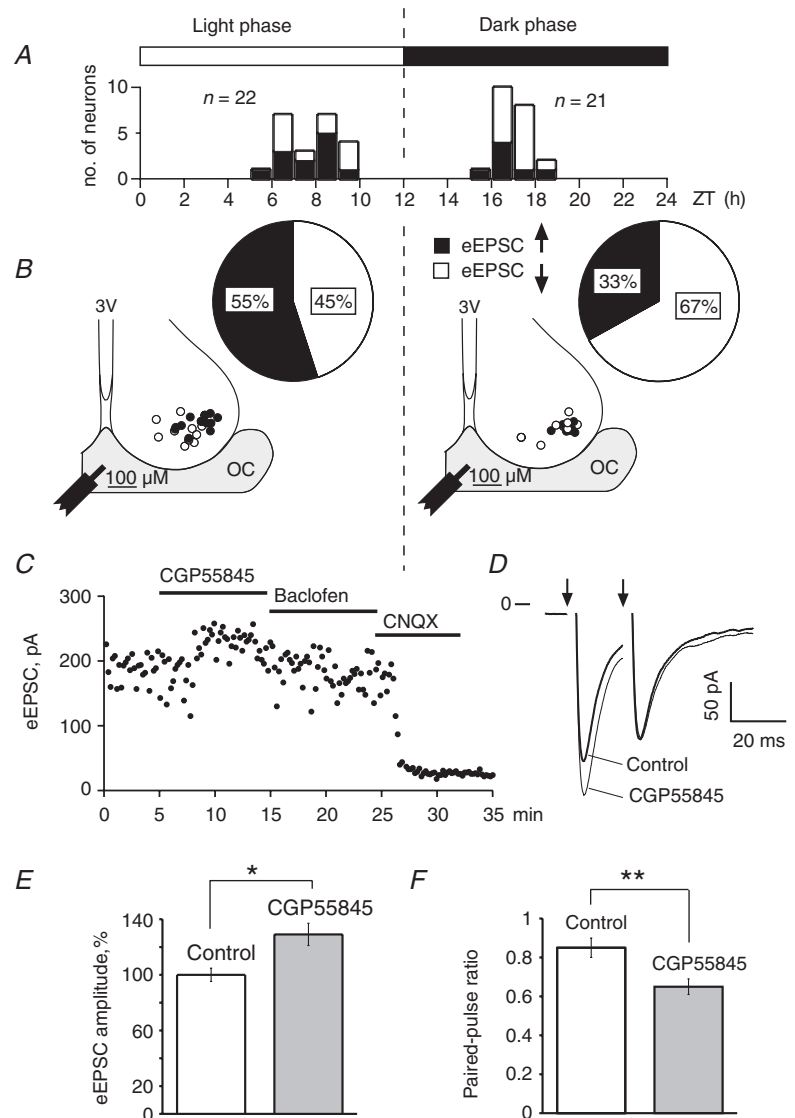 Light phase
Dark phase
A
no. of neurons
10
5
0
n = 22
n = 21
0 2 4 6 8 10 12 14 16 18 20 22 24 ZT (h)
B
eEPSC
eEPSC
55%
45%
33%
67%
3V
OC
100 µM
3V
OC
100 µM
C
CGP55845
Baclofen
CNQX
eEPSC, pA
300
200
100
0
0 5 10 15 20 25 30 35 min
D
0
50 pA
20 ms
Control
CGP55845
E
*
CGP55845
Control
eEPSC amplitude,%
140
100
60
20
0
F
**
Control
CGP55845
Paired-pulse ratio
1
0.8
0.6
0.4
0.2
0